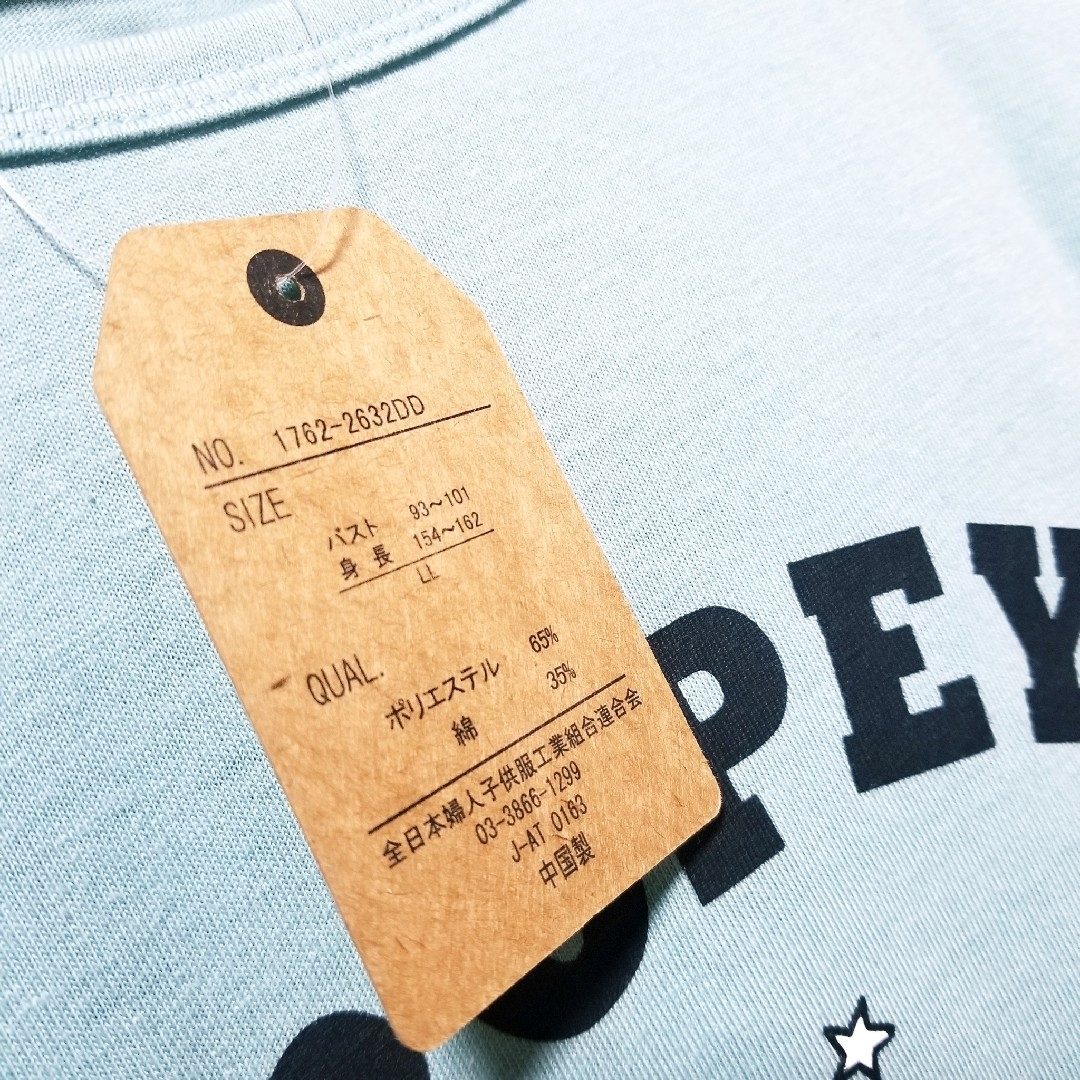 NO. 1762-2632DD
SIZE
バスト 93～101
身長 154～162
LL
QUAL.
ポリエステル 65%
綿 35%
全日本婦人子供服工業組合連合会
03-3866-1299
J-AT 0163
中国製
PEY